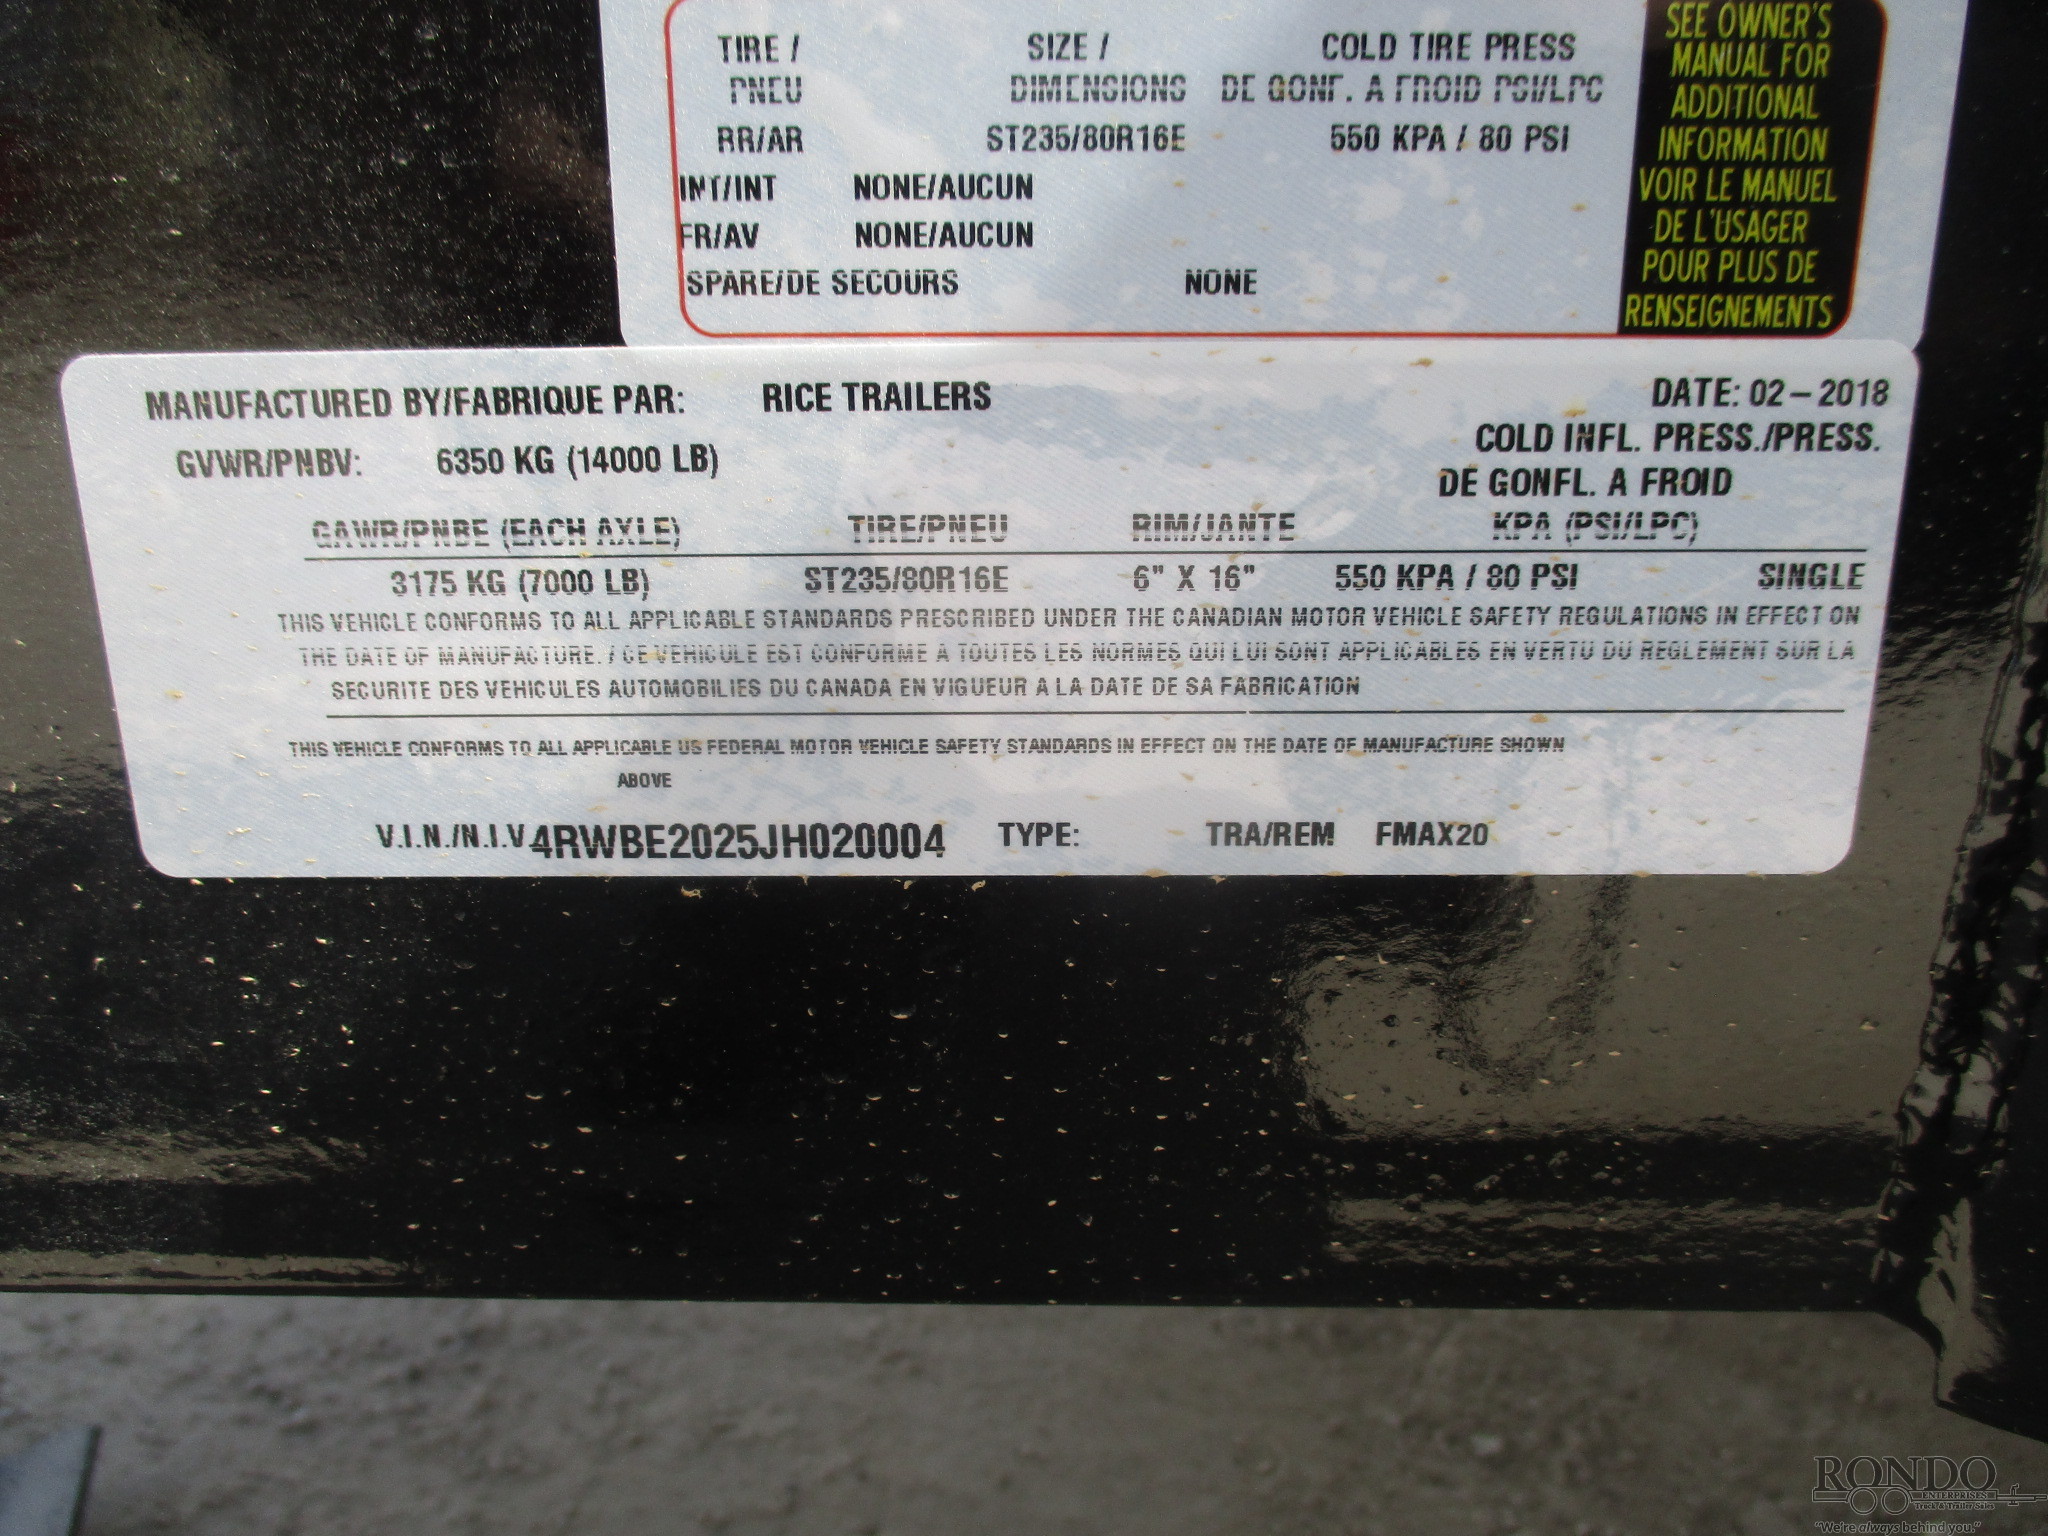 TIRE / SIZE / COLD TIRE PRESS
PNEU DIMENSIONS DE GONF. A FROID PSI/LPC
RR/AR ST235/80R16E 550 KPA / 80 PSI
INT/INT NONE/AUCUN
FR/AV NONE/AUCUN
SPARE/DE SECOURS NONE
SEE OWNER'S
MANUAL FOR
ADDITIONAL
INFORMATION
VOIR LE MANUEL
DE L'USAGER
POUR PLUS DE
RENSEIGNEMENTS
MANUFACTURED BY/FABRIQUE PAR: RICE TRAILERS DATE: 02-2018
GVWR/PNBV: 6350 KG (14000 LB) COLD INFL. PRESS./PRESS.
DE GONFL. A FROID
GAWR/PNBE (EACH AXLE) TIRE/PNEU RIM/JANTE KPA (PSI/LPC)
3175 KG (7000 LB) ST235/80R16E 6" X 16" 550 KPA / 80 PSI SINGLE
THIS VEHICLE CONFORMS TO ALL APPLICABLE STANDARDS PRESCRIBED UNDER THE CANADIAN MOTOR VEHICLE SAFETY REGULATIONS IN EFFECT ON
THE DATE OF MANUFACTURE. / CE VEHICULE EST CONFORME A TOUTES LES NORMES QUI LUI SONT APPLICABLES EN VERTU DU REGLEMENT SUR LA
SECURITE DES VEHICULES AUTOMOBILIES DU CANADA EN VIGUEUR A LA DATE DE SA FABRICATION
THIS VEHICLE CONFORMS TO ALL APPLICABLE US FEDERAL MOTOR VEHICLE SAFETY STANDARDS IN EFFECT ON THE DATE OF MANUFACTURE SHOWN
ABOVE
V.I.N./N.I.V 4RWBE2025JH020004 TYPE: TRA/REM FMAX20
RONDO
ENTERPRISES
Truck & Trailer Sales
"We're always behind you."